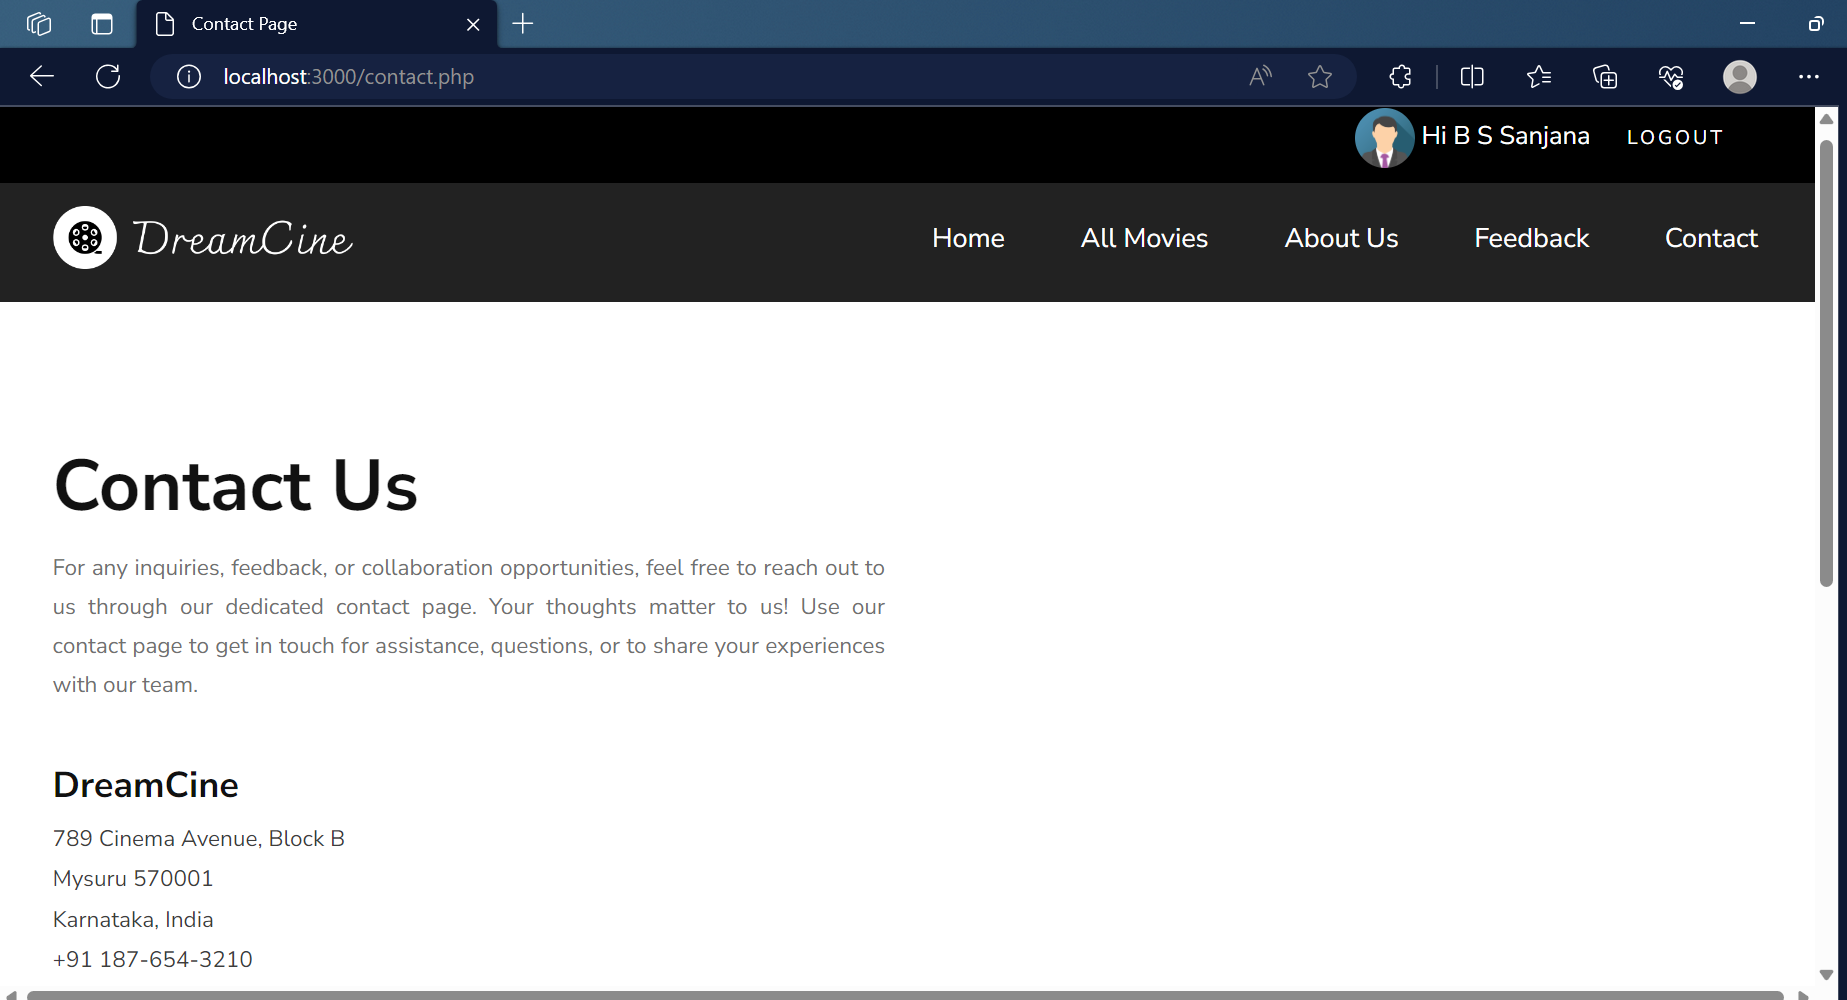 Contact Page
localhost:3000/contact.php
Hi B S Sanjana LOGOUT
DreamCine Home All Movies About Us Feedback Contact
Contact Us
For any inquiries, feedback, or collaboration opportunities, feel free to reach out to
us through our dedicated contact page. Your thoughts matter to us! Use our
contact page to get in touch for assistance, questions, or to share your experiences
with our team.
DreamCine
789 Cinema Avenue, Block B
Mysuru 570001
Karnataka, India
+91 187-654-3210